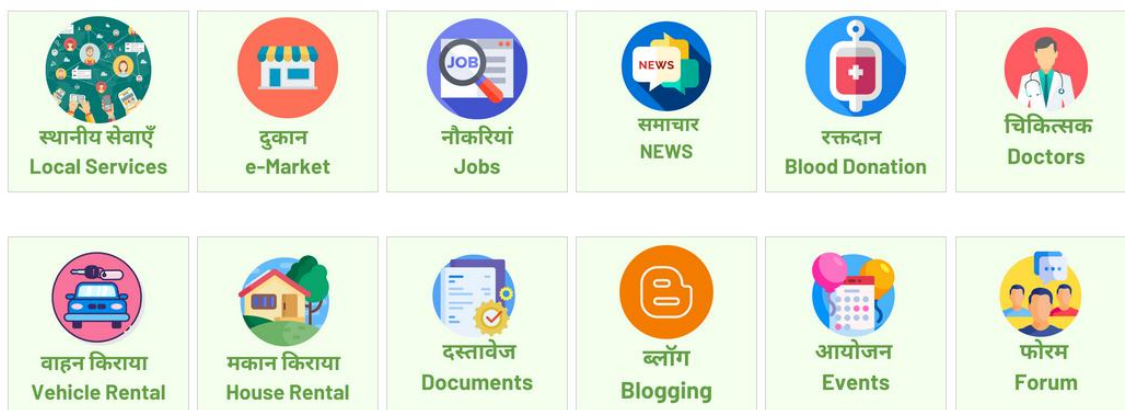 JOB
NEWS
स्थानीय सेवाएँ
Local Services
दुकान
e-Market
नौकरियां
Jobs
समाचार
NEWS
रक्तदान
Blood Donation
चिकित्सक
Doctors
वाहन किराया
Vehicle Rental
मकान किराया
House Rental
दस्तावेज
Documents
ब्लॉग
Blogging
आयोजन
Events
फोरम
Forum